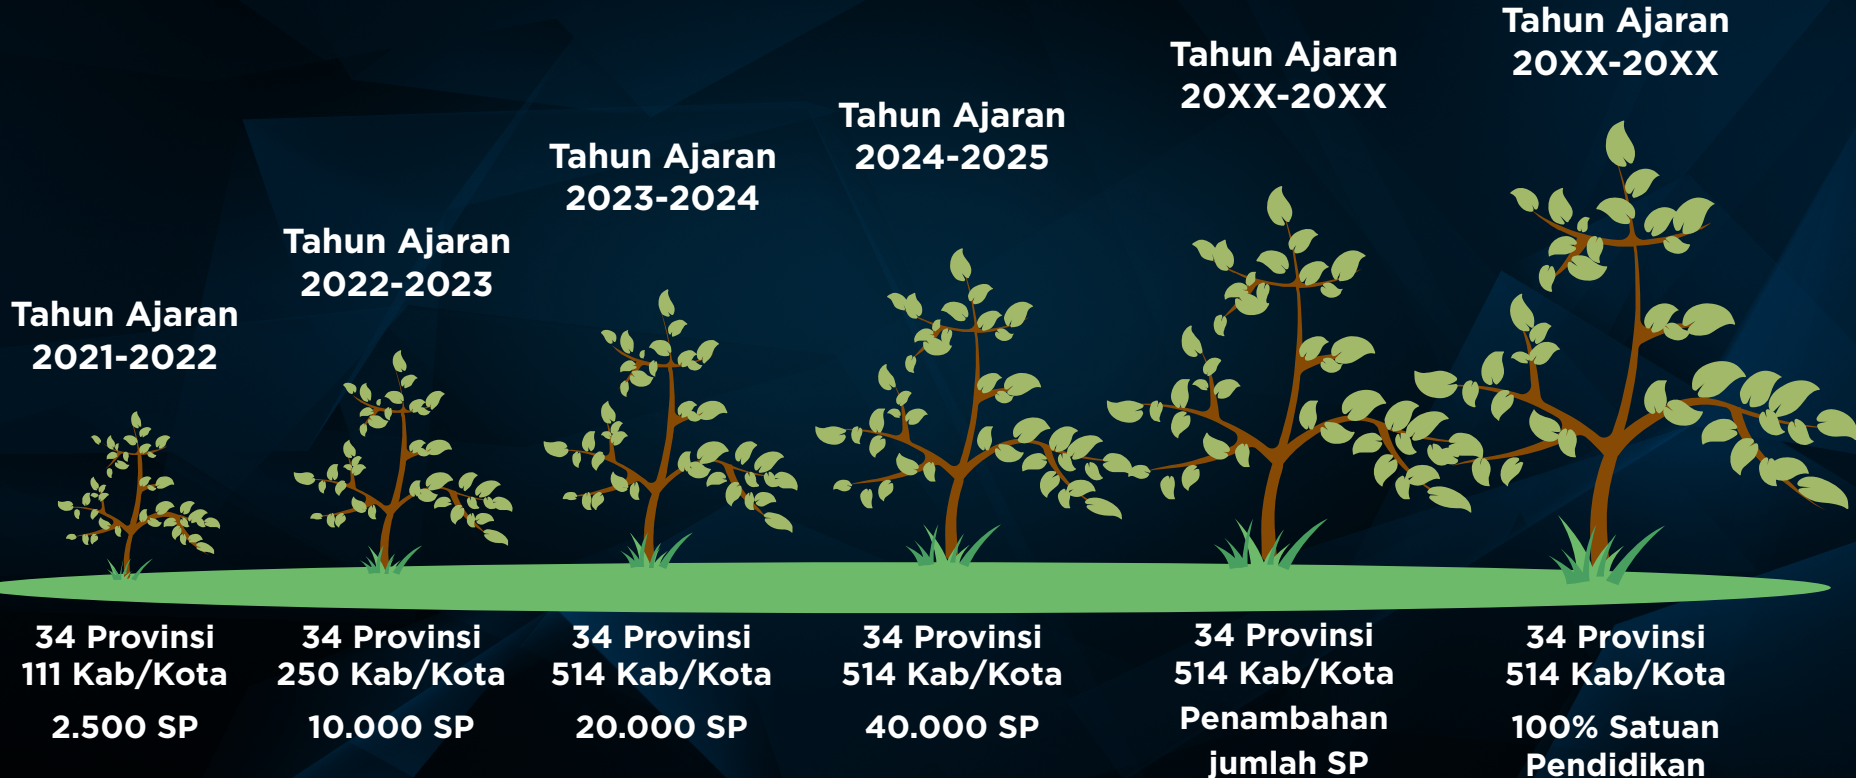 Tahun Ajaran
2021-2022
34 Provinsi
111 Kab/Kota
2.500 SP
Tahun Ajaran
2022-2023
34 Provinsi
250 Kab/Kota
10.000 SP
Tahun Ajaran
2023-2024
34 Provinsi
514 Kab/Kota
20.000 SP
Tahun Ajaran
2024-2025
34 Provinsi
514 Kab/Kota
40.000 SP
Tahun Ajaran
20XX-20XX
34 Provinsi
514 Kab/Kota
Penambahan
jumlah SP
Tahun Ajaran
20XX-20XX
34 Provinsi
514 Kab/Kota
100% Satuan
Pendidikan